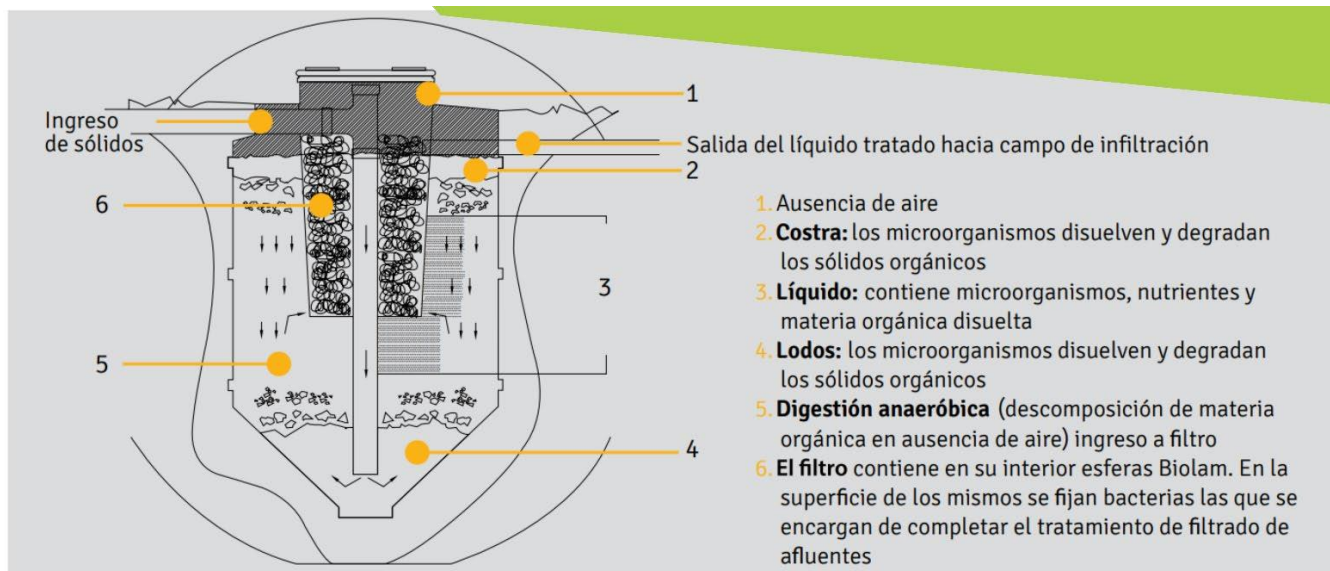 1
Ingreso
de sólidos
Salida del líquido tratado hacia campo de infiltración
2
6
3
5
4
1. Ausencia de aire
2. Costra: los microorganismos disuelven y degradan
los sólidos orgánicos
3. Líquido: contiene microorganismos, nutrientes y
materia orgánica disuelta
4. Lodos: los microorganismos disuelven y degradan
los sólidos orgánicos
5. Digestión anaeróbica (descomposición de materia
orgánica en ausencia de aire) ingreso a filtro
6. El filtro contiene en su interior esferas Biolam. En la
superficie de los mismos se fijan bacterias las que se
encargan de completar el tratamiento de filtrado de
afluentes